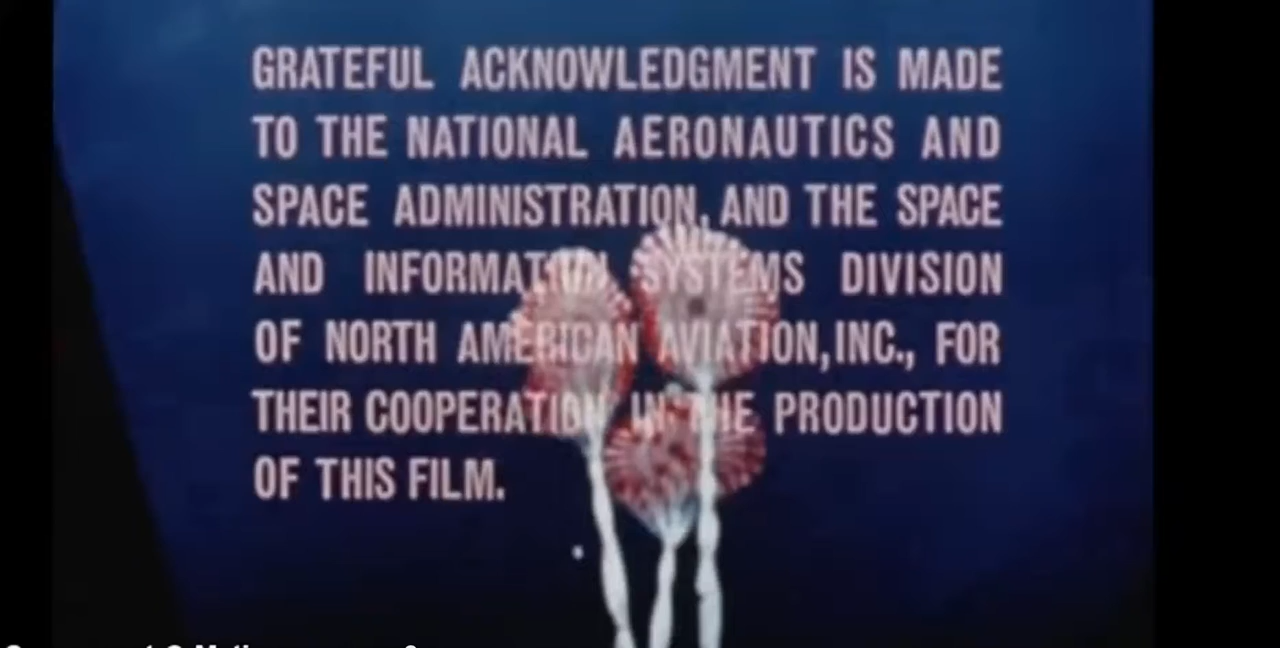 GRATEFUL ACKNOWLEDGMENT IS MADE
TO THE NATIONAL AERONAUTICS AND
SPACE ADMINISTRATION, AND THE SPACE
AND INFORMATION SYSTEMS DIVISION
OF NORTH AMERICAN AVIATION, INC., FOR
THEIR COOPERATION IN THE PRODUCTION
OF THIS FILM.